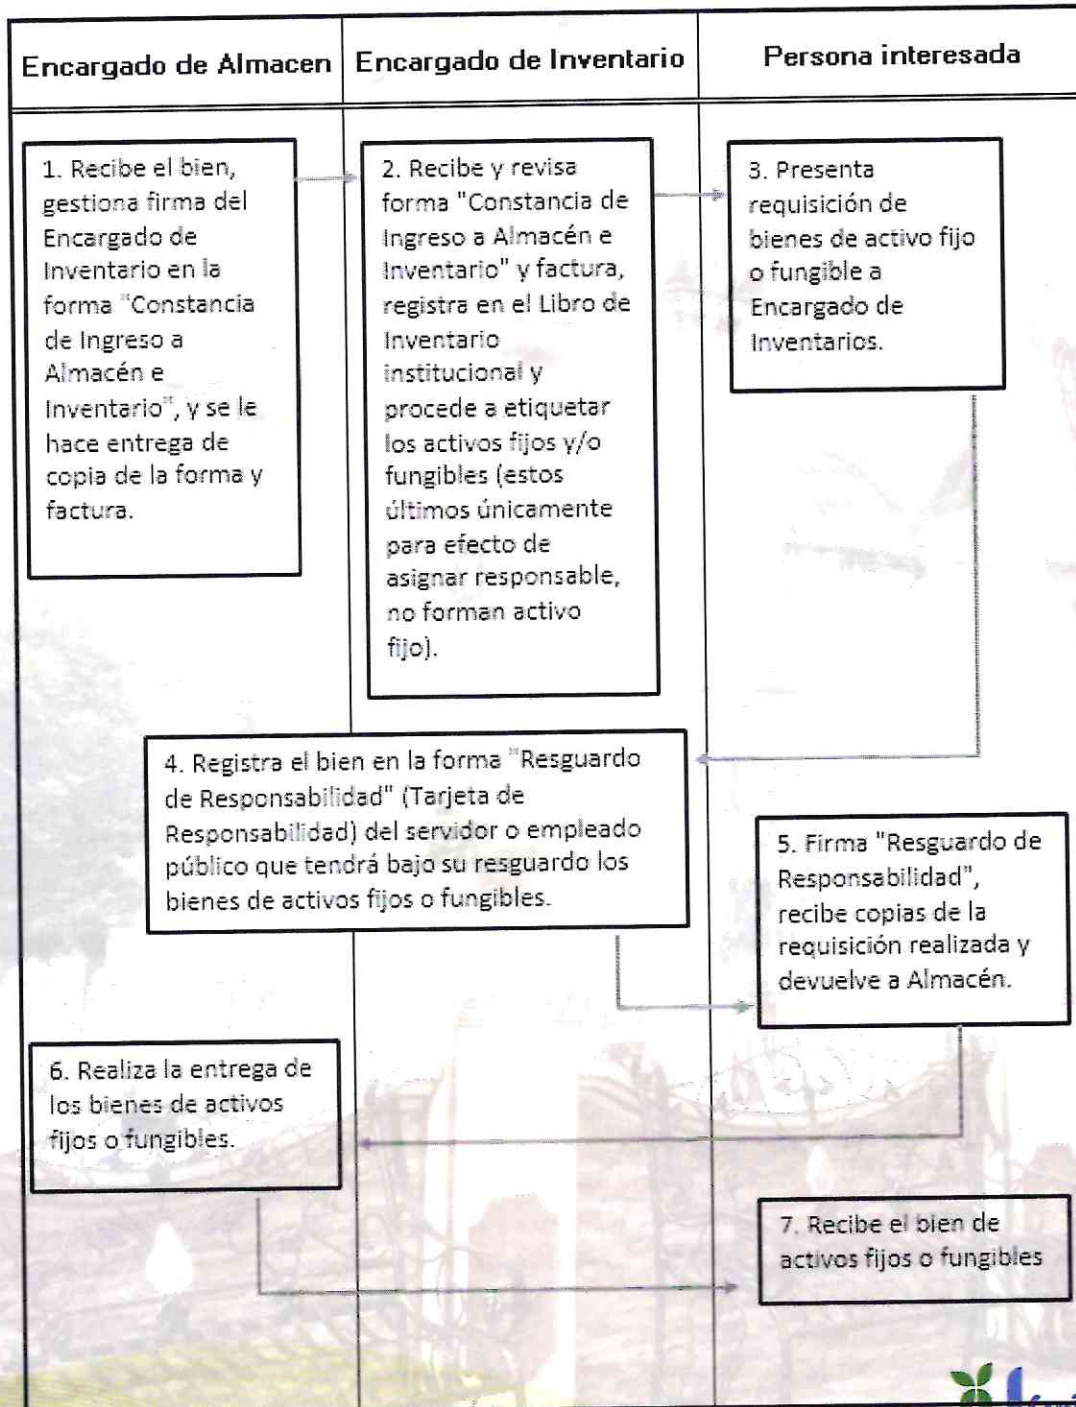 Encargado de Almacen
Encargado de Inventario
Persona interesada
1. Recibe el bien,
gestiona firma del
Encargado de
Inventario en la
forma "Constancia
de Ingreso a
Almacén e
Inventario", y se le
hace entrega de
copia de la forma y
factura.
2. Recibe y revisa
forma "Constancia de
Ingreso a Almacén e
Inventario" y factura,
registra en el Libro de
Inventario
institucional y
procede a etiquetar
los activos fijos y/o
fungibles (estos
últimos únicamente
para efecto de
asignar responsable,
no forman activo
fijo).
3. Presenta
requisición de
bienes de activo fijo
o fungible a
Encargado de
Inventarios.
4. Registra el bien en la forma "Resguardo
de Responsabilidad" (Tarjeta de
Responsabilidad) del servidor o empleado
público que tendrá bajo su resguardo los
bienes de activos fijos o fungibles.
5. Firma "Resguardo de
Responsabilidad",
recibe copias de la
requisición realizada y
devuelve a Almacén.
6. Realiza la entrega de
los bienes de activos
fijos o fungibles.
7. Recibe el bien de
activos fijos o fungibles